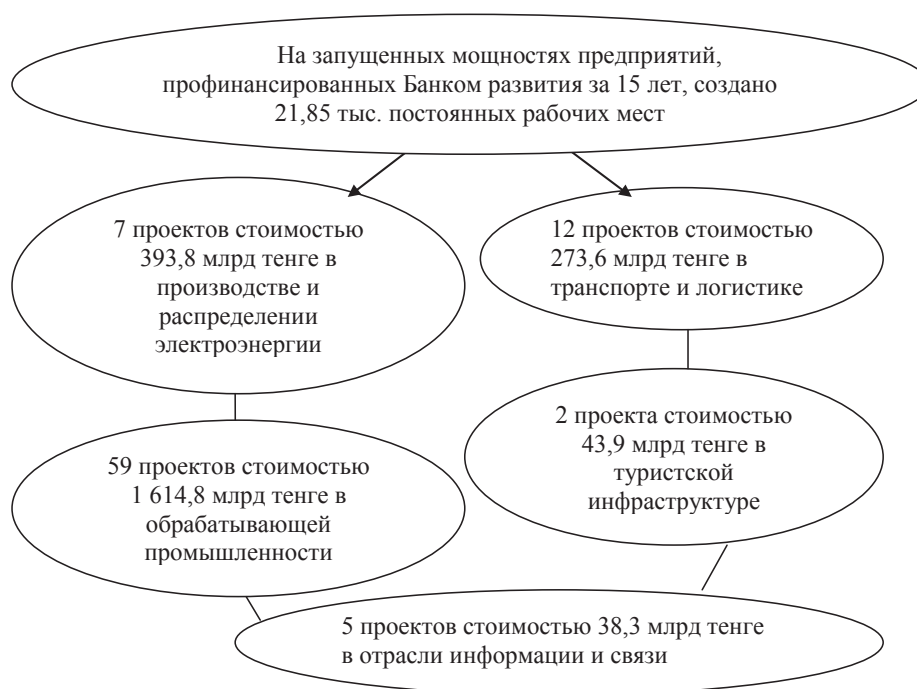 На запущенных мощностях предприятий,
профинансированных Банком развития за 15 лет, создано
21,85 тыс. постоянных рабочих мест
7 проектов стоимостью
393,8 млрд тенге в
производстве и
распределении
электроэнергии
12 проектов стоимостью
273,6 млрд тенге в
транспорте и логистике
59 проектов стоимостью
1 614,8 млрд тенге в
обрабатывающей
промышленности
2 проекта стоимостью
43,9 млрд тенге в
туристской
инфраструктуре
5 проектов стоимостью 38,3 млрд тенге
в отрасли информации и связи